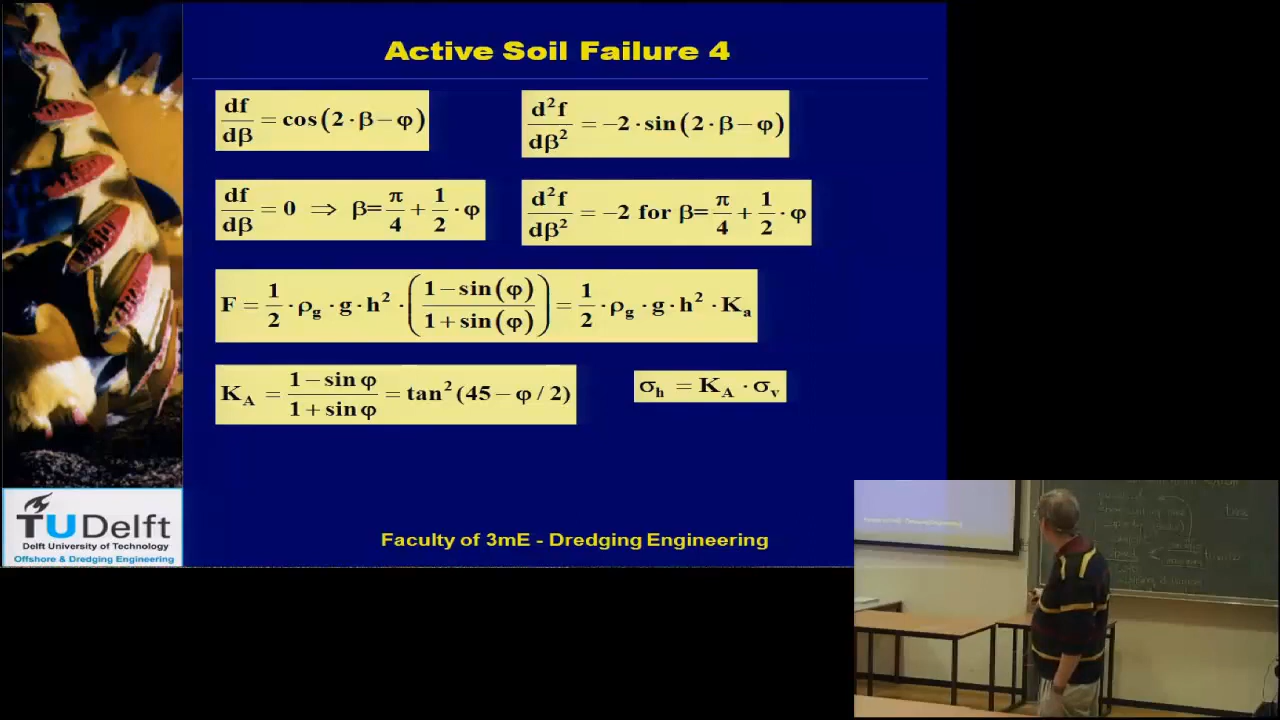 Active Soil Failure 4
df/dβ = cos(2·β−φ)
d²f/dβ² = −2·sin(2·β−φ)
df/dβ = 0 ⇒ β=π/4+1/2·φ
d²f/dβ² = −2 for β=π/4+1/2·φ
F = 1/2·ρg·g·h²·((1−sin(φ))/(1+sin(φ))) = 1/2·ρg·g·h²·Ka
KA = (1−sin φ)/(1+sin φ) = tan²(45−φ/2)
σh = KA·σv
TU Delft
Delft University of Technology
Offshore & Dredging Engineering
Faculty of 3mE - Dredging Engineering